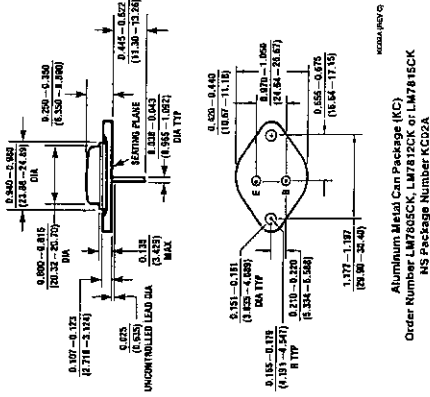 0.445–0.522
(11.30–13.26)
0.250–0.350
(6.350–8.890)
0.940–0.980
(23.88–24.89)
DIA
0.800–0.815
(20.32–20.70)
DIA
SEATING PLANE
0.038–0.043
(0.965–1.092)
DIA TYP
0.135
(3.429)
MAX
0.107–0.123
(2.718–3.124)
0.025
(0.635)
UNCONTROLLED LEAD DIA
0.420–0.440
(10.67–11.18)
0.970–1.050
(24.64–26.67)
0.655–0.675
(16.64–17.15)
E
B
0.151–0.161
(3.835–4.089)
DIA TYP
0.210–0.220
(5.334–5.588)
0.165–0.179
(4.191–4.547)
R TYP
1.177–1.197
(29.90–30.40)
KC02A (REV C)
Aluminum Metal Can Package (KC)
Order Number LM7805CK, LM7812CK or LM7815CK
NS Package Number KC02A